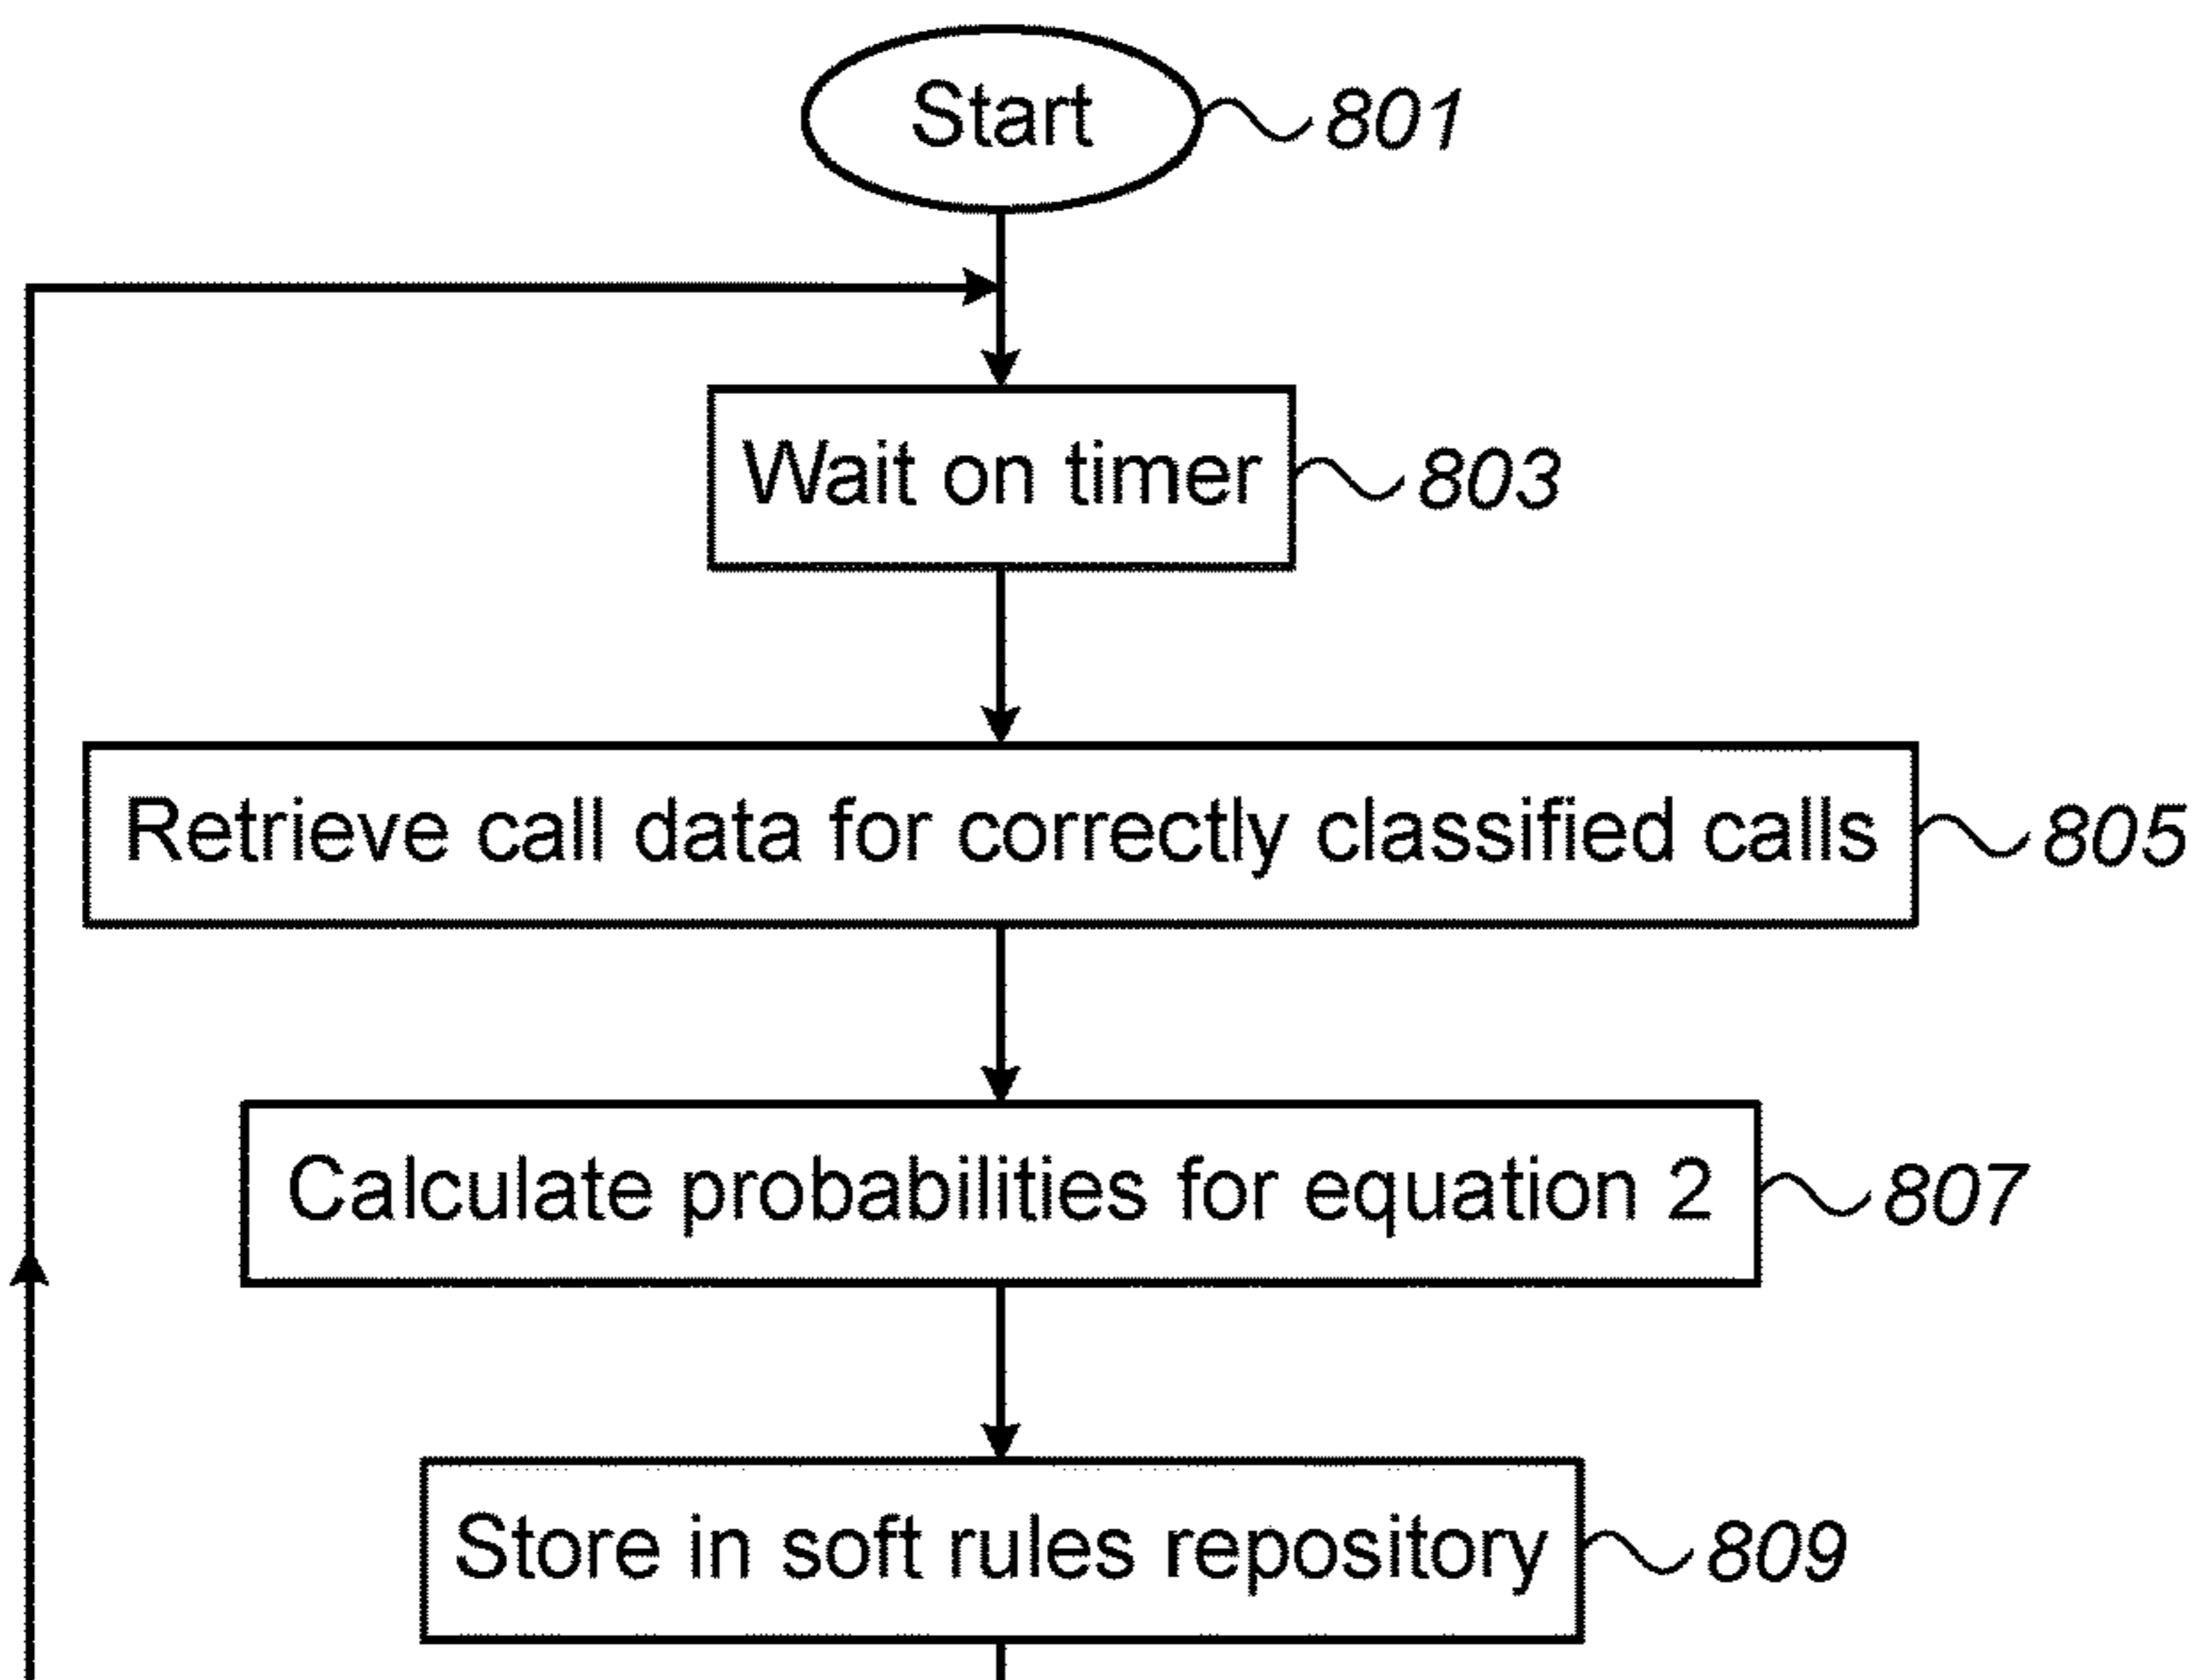 Start 801
Wait on timer 803
Retrieve call data for correctly classified calls 805
Calculate probabilities for equation 2 807
Store in soft rules repository 809